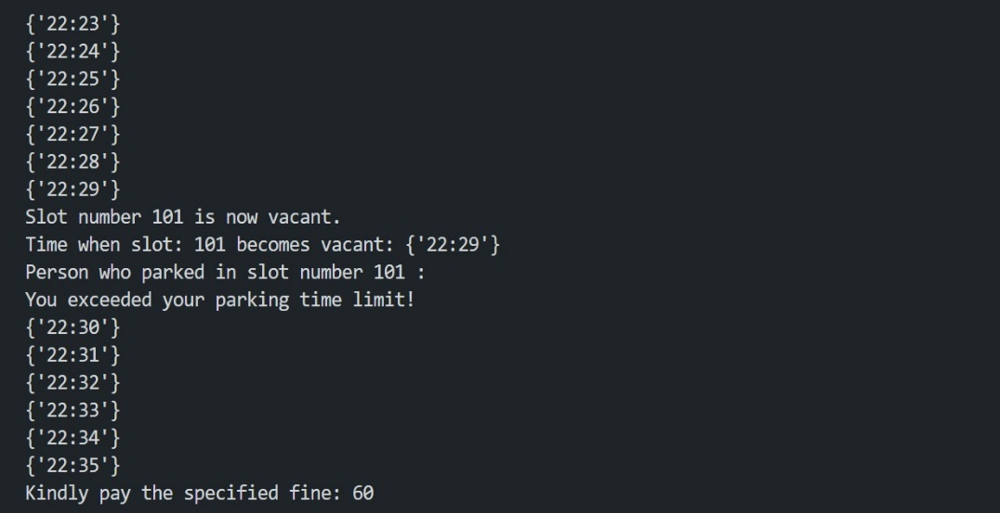 {'22:23'}
{'22:24'}
{'22:25'}
{'22:26'}
{'22:27'}
{'22:28'}
{'22:29'}
Slot number 101 is now vacant.
Time when slot: 101 becomes vacant: {'22:29'}
Person who parked in slot number 101 :
You exceeded your parking time limit!
{'22:30'}
{'22:31'}
{'22:32'}
{'22:33'}
{'22:34'}
{'22:35'}
Kindly pay the specified fine: 60